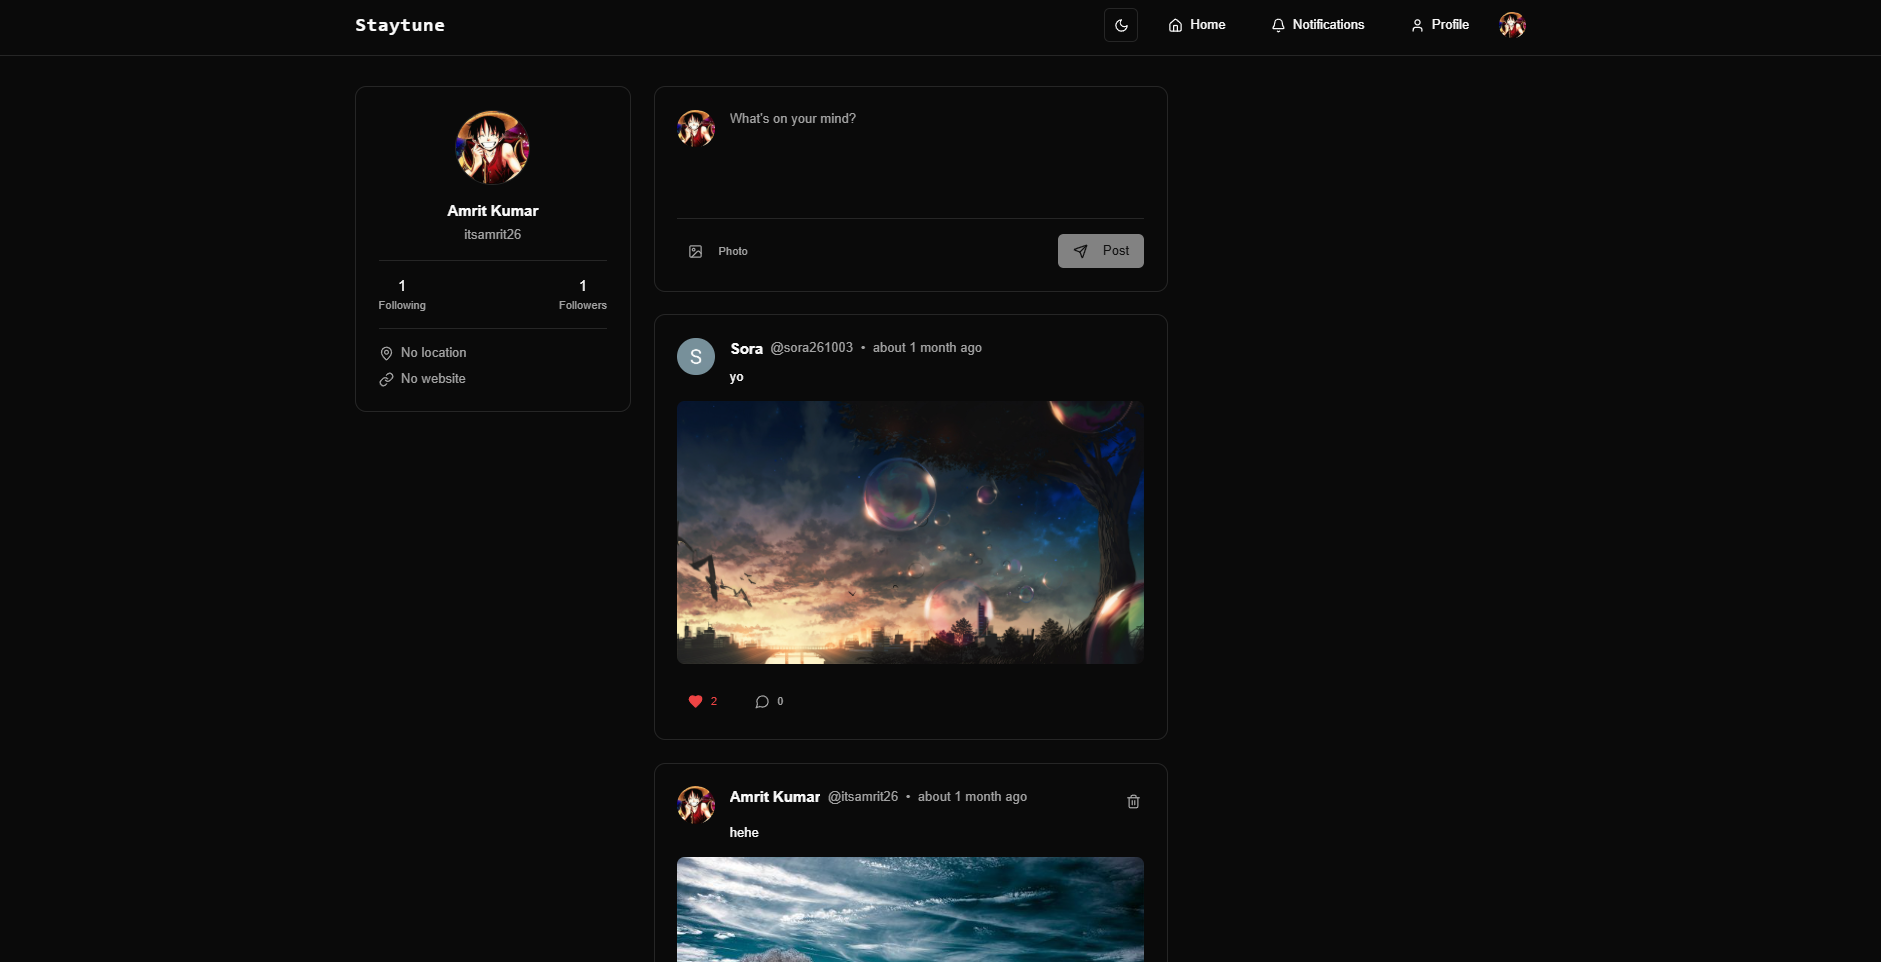 Staytune
Home
Notifications
Profile
Amrit Kumar
itsamrit26
1
Following
1
Followers
No location
No website
What's on your mind?
Photo
Post
S
Sora @sora261003 • about 1 month ago
yo
2
0
Amrit Kumar @itsamrit26 • about 1 month ago
hehe